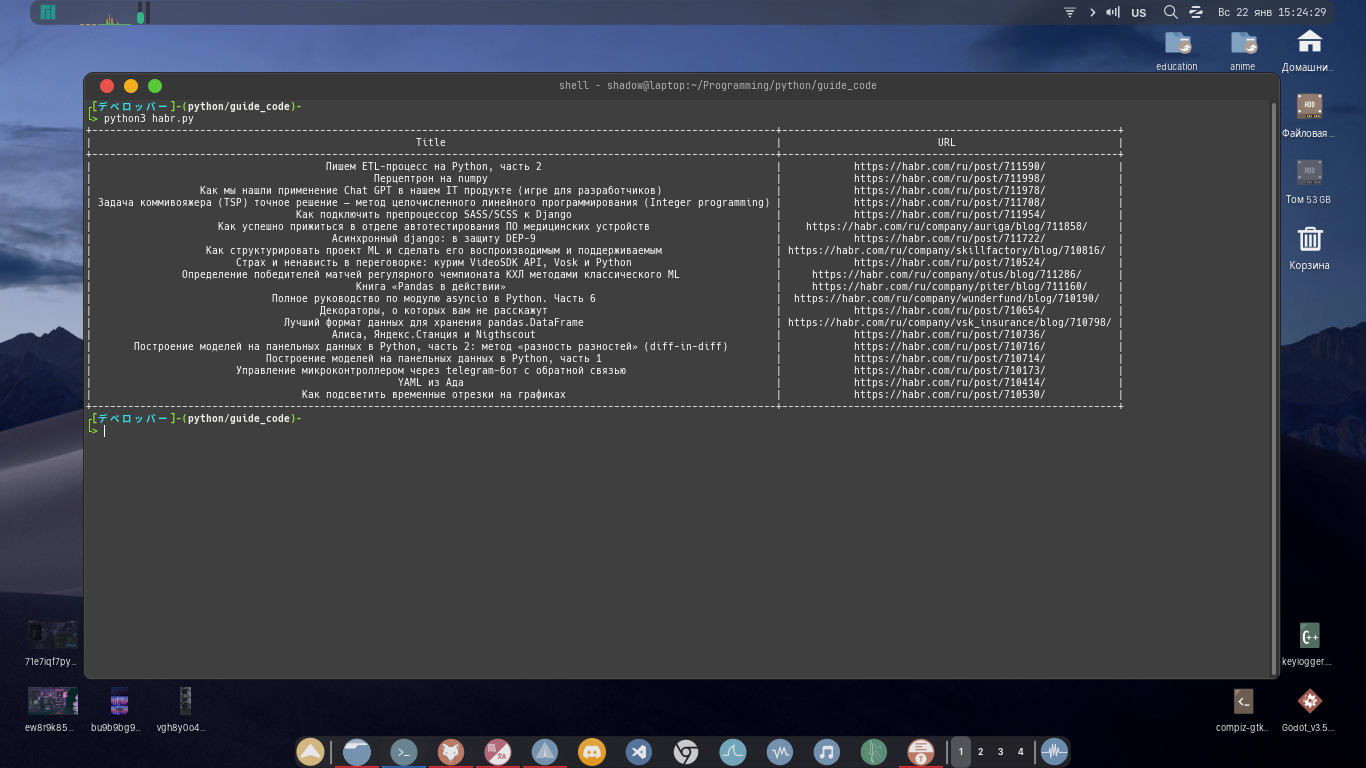 US
Вс 22 янв 15:24:29
education
anime
Домашни...
shell - shadow@laptop:~/Programming/python/guide_code
[デベロッパー]-(python/guide_code)-
> python3 habr.py
Title | URL
Пишем ETL-процесс на Python, часть 2 | https://habr.com/ru/post/711590/
Перцептрон на numpy | https://habr.com/ru/post/711998/
Как мы нашли применение Chat GPT в нашем IT продукте (игре для разработчиков) | https://habr.com/ru/post/711978/
Задача коммивояжера (TSP) точное решение — метод целочисленного линейного программирования (Integer programming) | https://habr.com/ru/post/711708/
Как подключить препроцессор SASS/SCSS к Django | https://habr.com/ru/post/711954/
Как успешно прижиться в отделе автотестирования ПО медицинских устройств | https://habr.com/ru/company/auriga/blog/711858/
Асинхронный django: в защиту DEP-9 | https://habr.com/ru/post/711722/
Как структурировать проект ML и сделать его воспроизводимым и поддерживаемым | https://habr.com/ru/company/skillfactory/blog/710816/
Страх и ненависть в переговорке: курим VideoSDK API, Vosk и Python | https://habr.com/ru/post/710524/
Определение победителей матчей регулярного чемпионата КХЛ методами классического ML | https://habr.com/ru/company/otus/blog/711286/
Книга «Pandas в действии» | https://habr.com/ru/company/piter/blog/711160/
Полное руководство по модулю asyncio в Python. Часть 6 | https://habr.com/ru/company/wunderfund/blog/710190/
Декораторы, о которых вам не расскажут | https://habr.com/ru/post/710654/
Лучший формат данных для хранения pandas.DataFrame | https://habr.com/ru/company/vsk_insurance/blog/710798/
Алиса, Яндекс.Станция и Nigthscout | https://habr.com/ru/post/710736/
Построение моделей на панельных данных в Python, часть 2: метод «разность разностей» (diff-in-diff) | https://habr.com/ru/post/710716/
Построение моделей на панельных данных в Python, часть 1 | https://habr.com/ru/post/710714/
Управление микроконтроллером через telegram-бот с обратной связью | https://habr.com/ru/post/710173/
YAML из Ада | https://habr.com/ru/post/710414/
Как подсветить временные отрезки на графиках | https://habr.com/ru/post/710530/
[デベロッパー]-(python/guide_code)-
>
HDD
Файловая ...
Том 53 GB
Корзина
C++
71e7iqf7py...
keylogger...
ew8r9k85...
bu9b9bg9...
vgh8y0o4...
compiz-gtk...
Godot_v3.5...
1 2 3 4